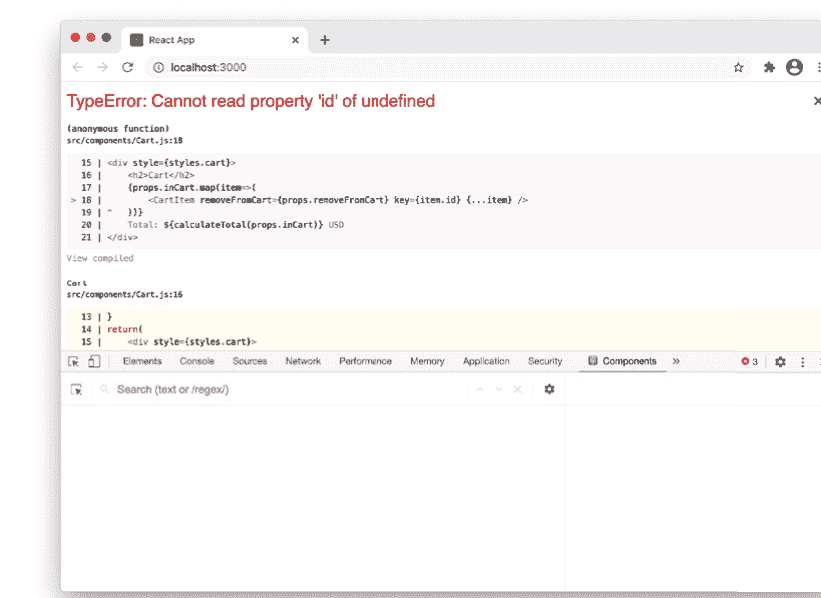 React App
localhost:3000
TypeError: Cannot read property 'id' of undefined
(anonymous function)
src/components/Cart.js:18
15 | <div style={styles.cart}>
16 |     <h2>Cart</h2>
17 |     {props.inCart.map(item=>{
> 18 |         <CartItem removeFromCart={props.removeFromCart} key={item.id} {...item} />
19 | ^   })}
20 |     Total: ${calculateTotal(props.inCart)} USD
21 | </div>
View compiled
Cart
src/components/Cart.js:16
13 | }
14 | return(
15 |     <div style={styles.cart}>
Elements Console Sources Network Performance Memory Application Security Components » 3
Search (text or /regex/)